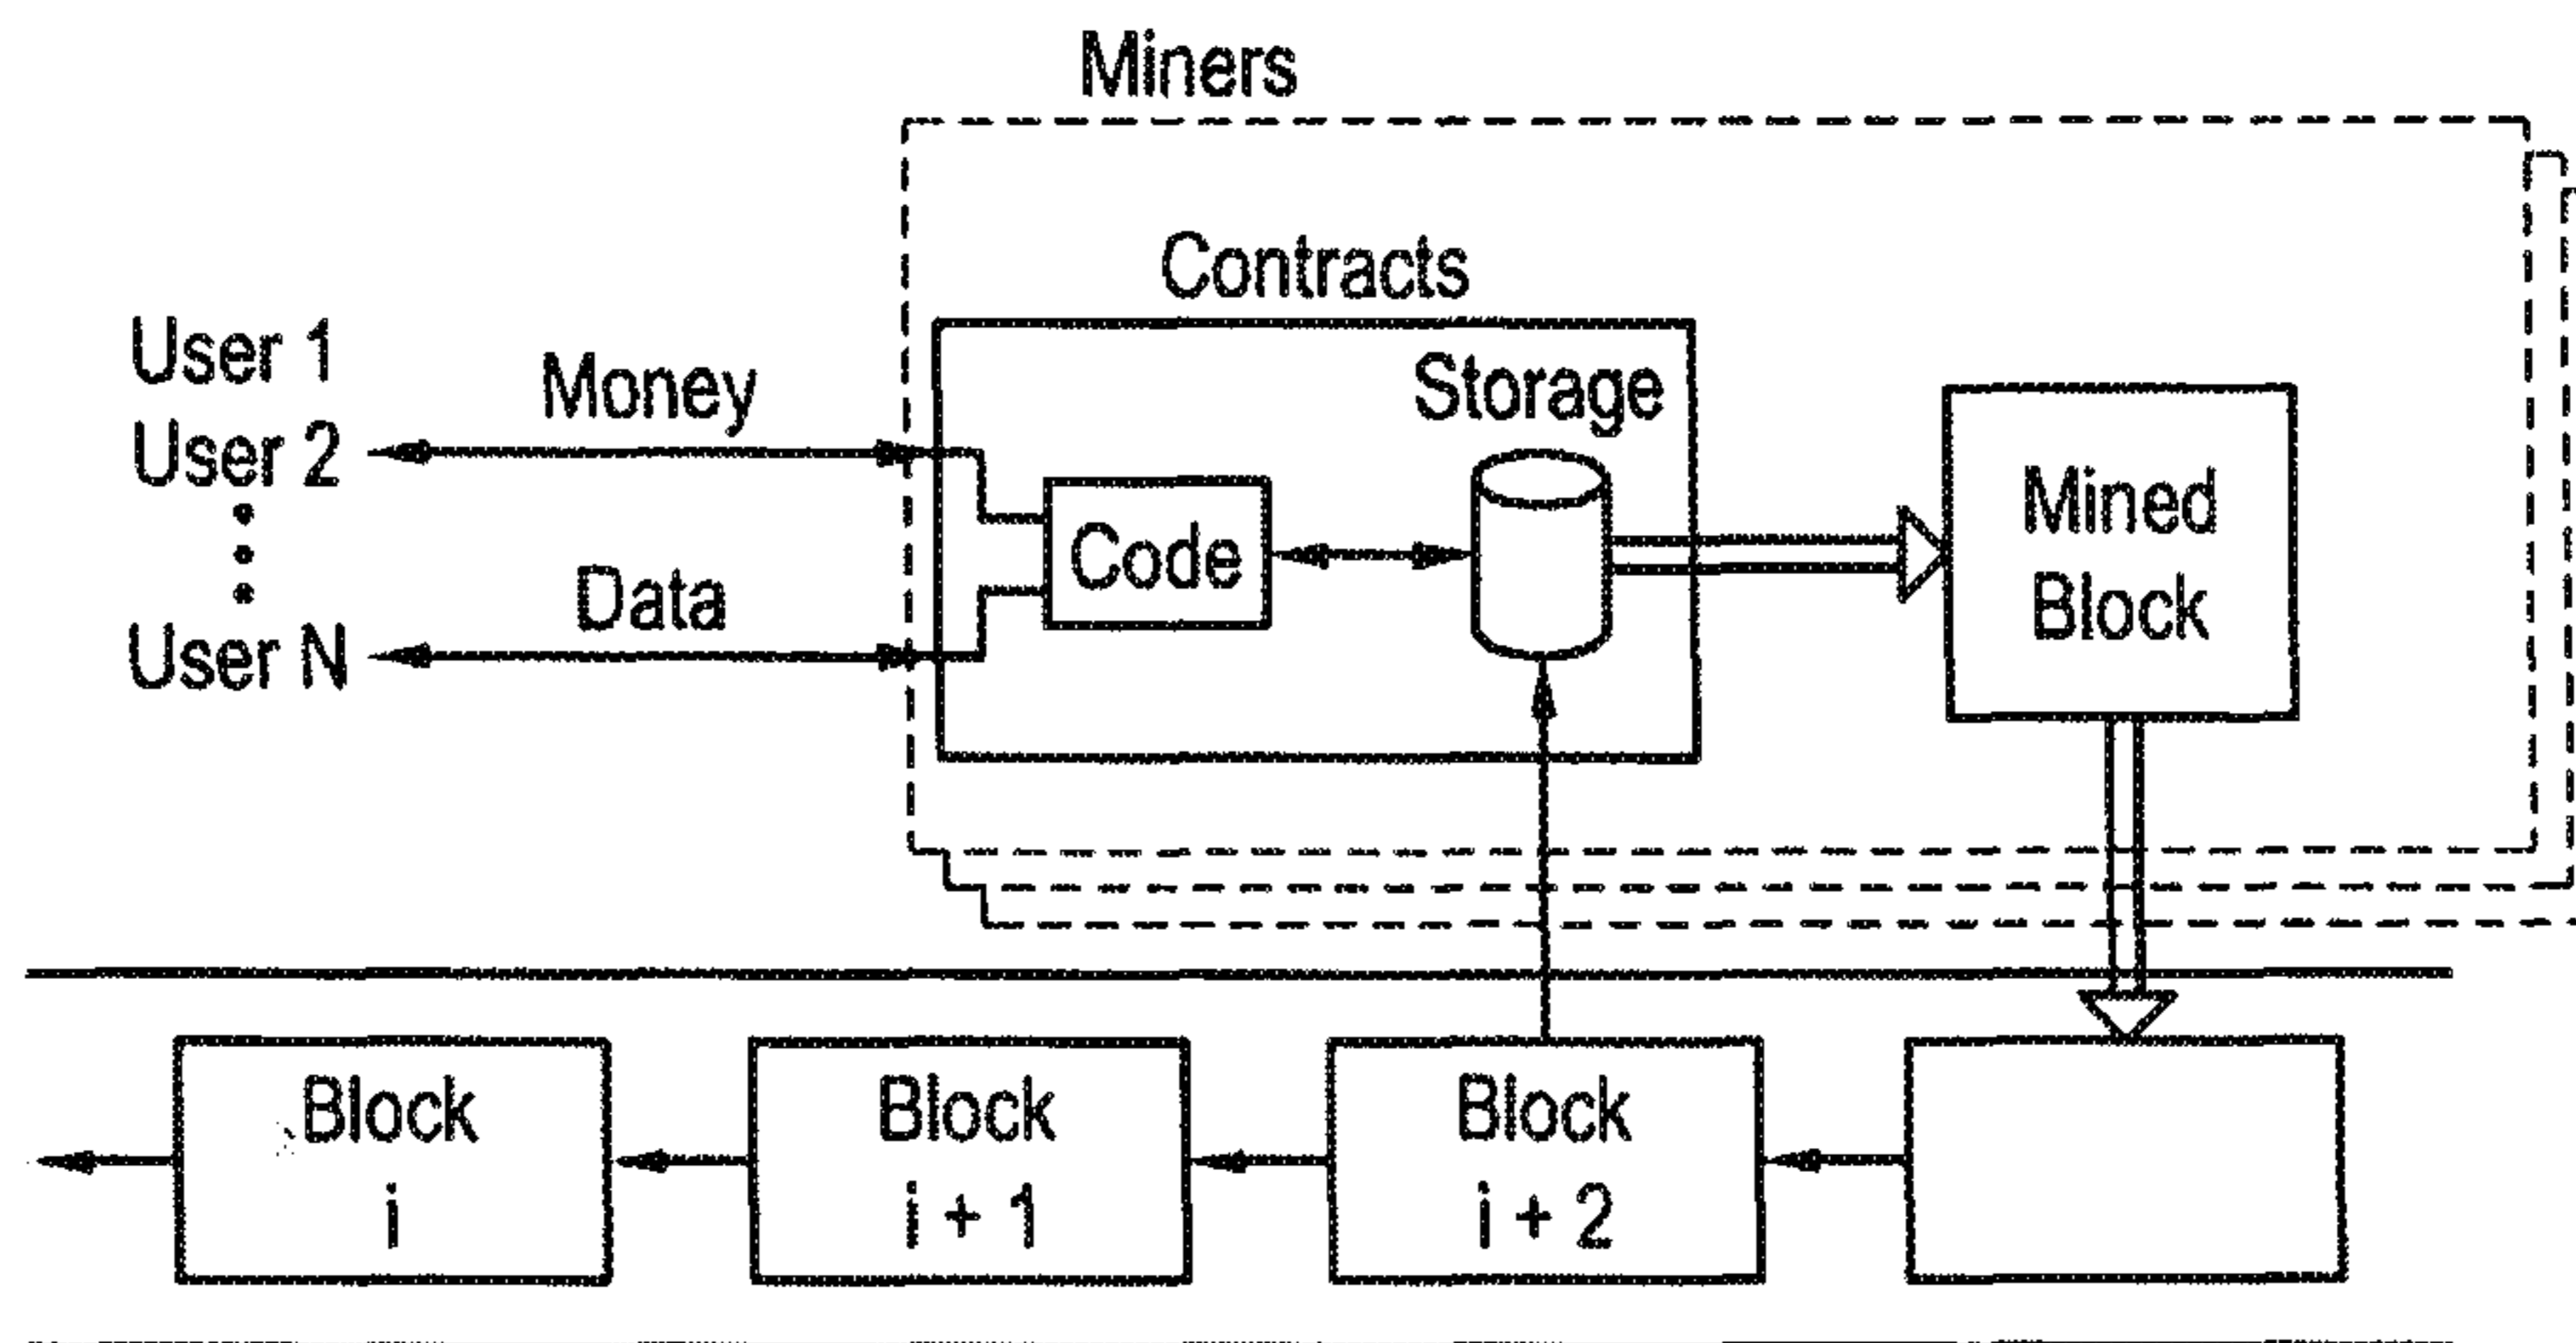 Miners
Contracts
User 1
User 2
User N
Money
Data
Storage
Code
Mined
Block
Block
i
Block
i + 1
Block
i + 2